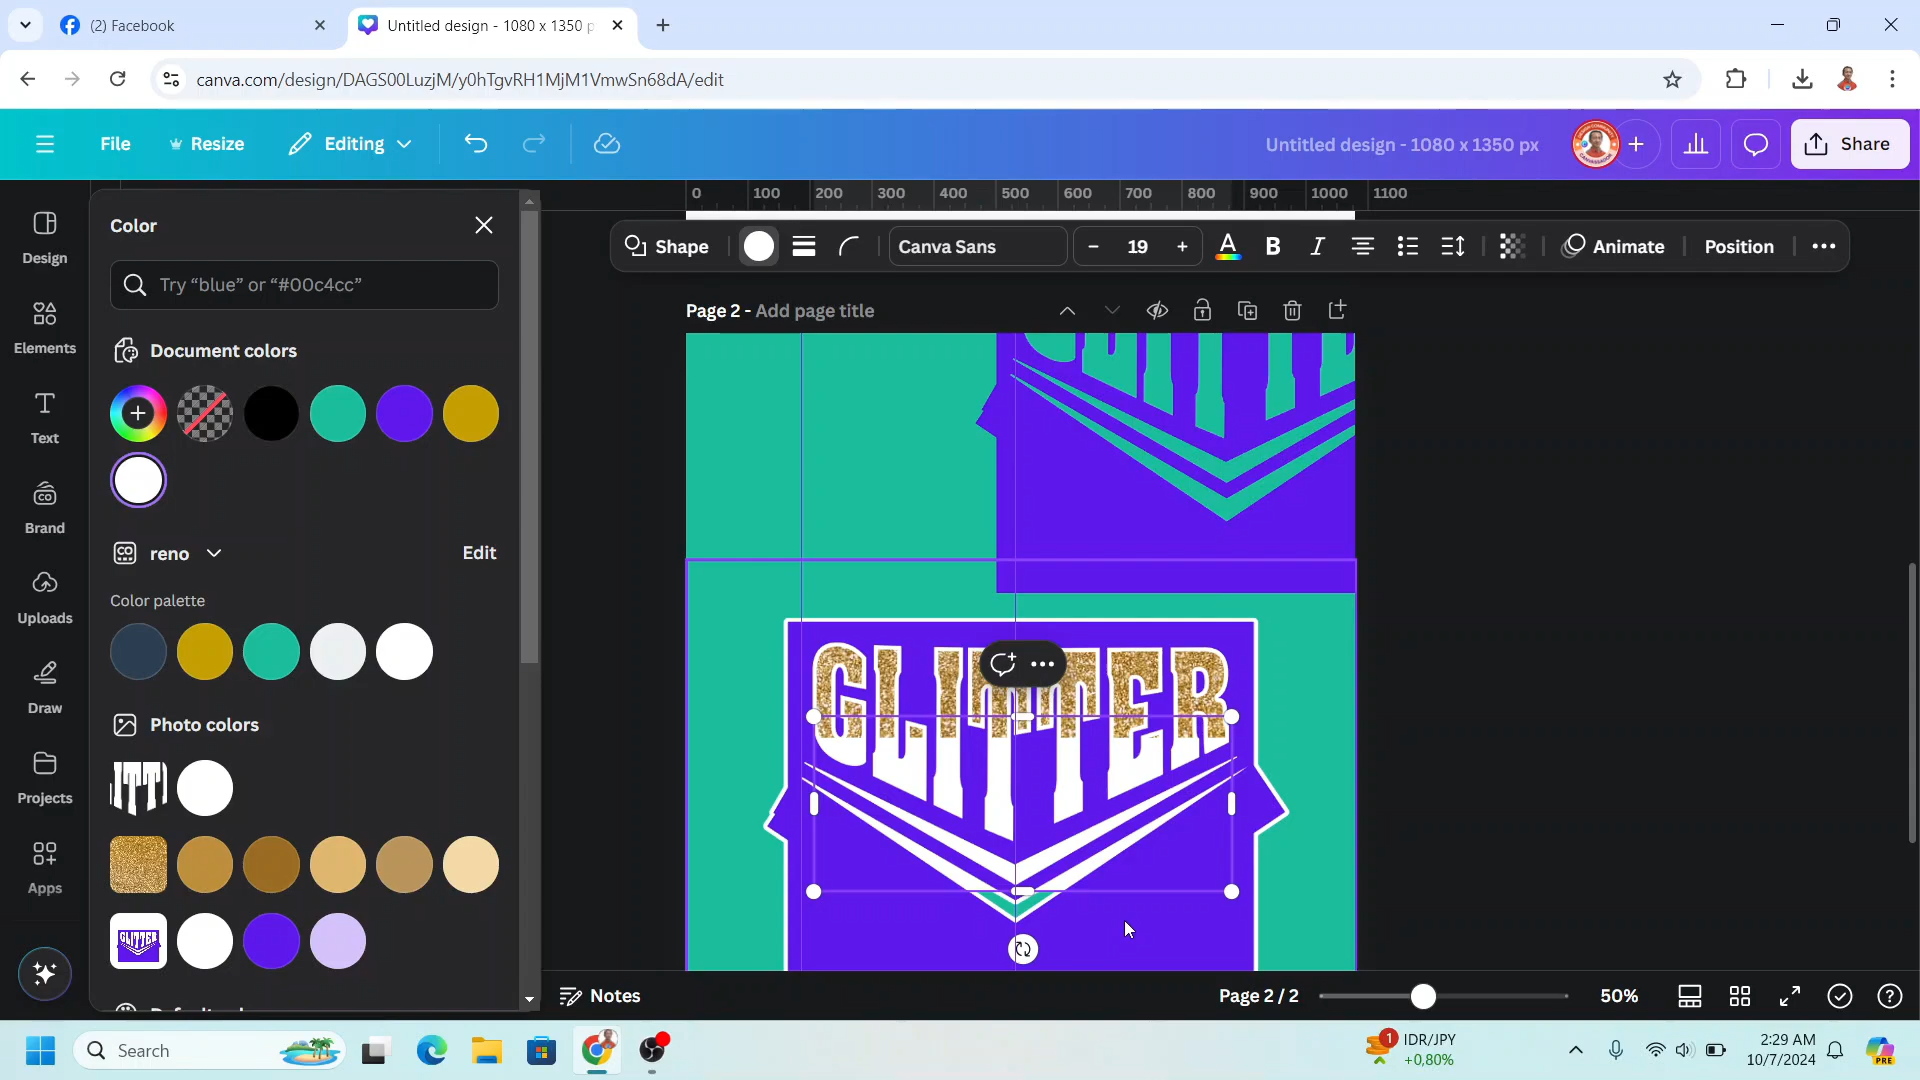 (2) Facebook
Untitled design - 1080 x 1350 p
canva.com/design/DAGS00LuzjM/y0hTgvRH1MjM1VmwSn68dA/edit
File
Resize
Editing
Untitled design - 1080 x 1350 px
Share
Design
Elements
Text
Brand
Uploads
Draw
Projects
Apps
Color
Try “blue” or “#00c4cc”
Document colors
reno
Edit
Color palette
Photo colors
0 100 200 300 400 500 600 700 800 900 1000 1100
Shape
Canva Sans
- 19 +
A B I
Animate
Position
Page 2 - Add page title
GLITTER
GLITTER
Notes
Page 2 / 2
50%
Search
1
IDR/JPY
+0,80%
2:29 AM
10/7/2024
PRE